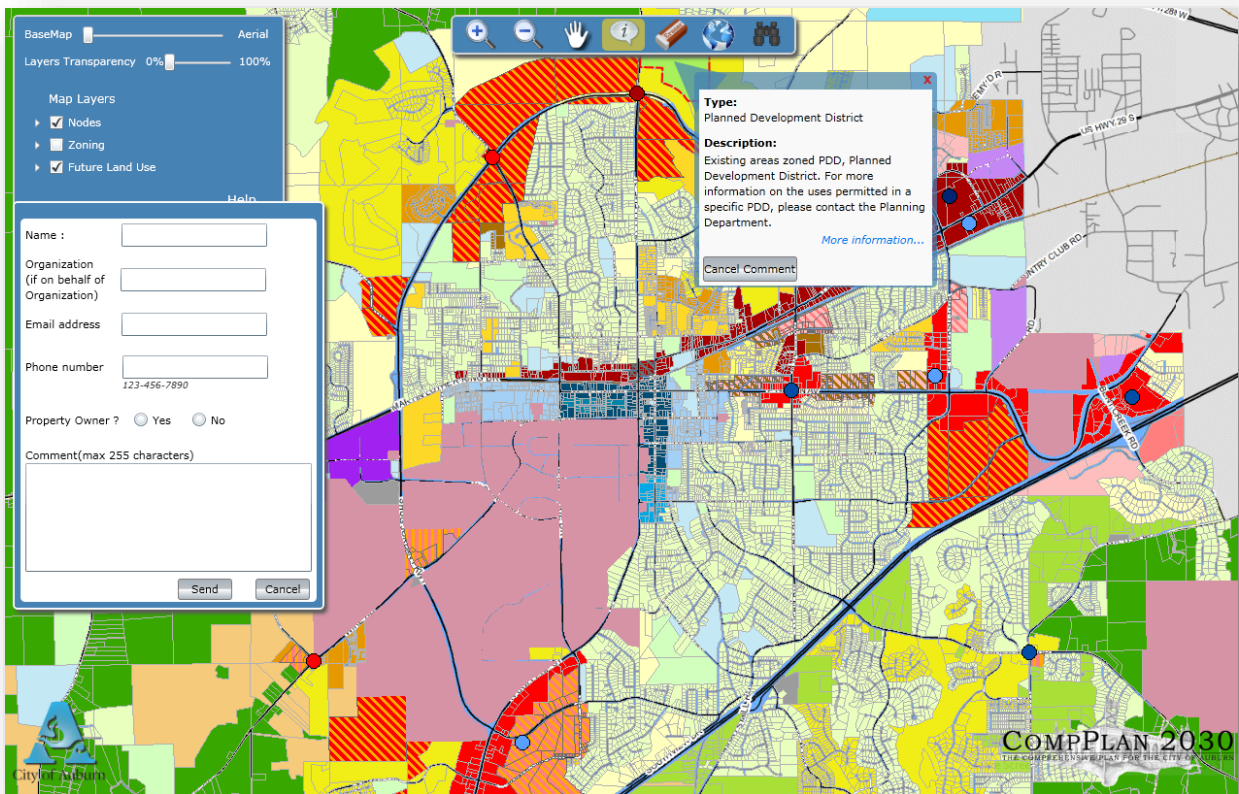 BaseMap Aerial
Layers Transparency 0% 100%
Map Layers
Nodes
Zoning
Future Land Use
Help
Name :
Organization
(if on behalf of
Organization)
Email address
Phone number
123-456-7890
Property Owner ? Yes No
Comment(max 255 characters)
Send Cancel
x
Type:
Planned Development District
Description:
Existing areas zoned PDD, Planned
Development District. For more
information on the uses permitted in a
specific PDD, please contact the Planning
Department.
More information...
Cancel Comment
US HWY 29 S
City of Auburn
COMPPLAN 2030
THE COMPREHENSIVE PLAN FOR THE CITY OF AUBURN